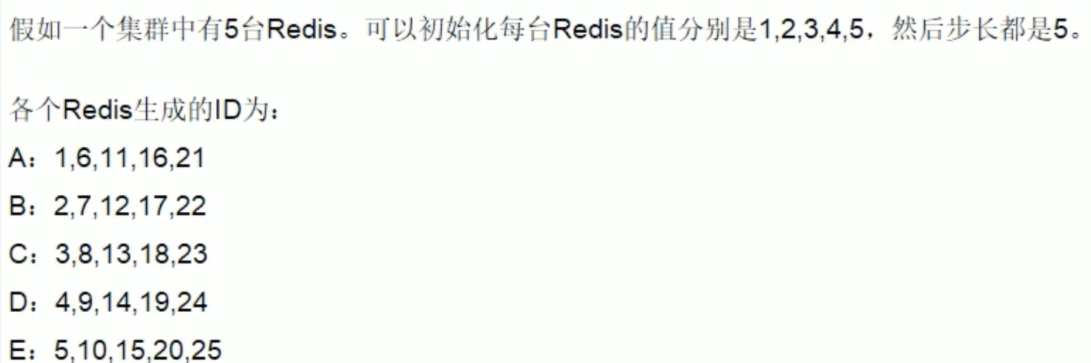 假如一个集群中有5台Redis。可以初始化每台Redis的值分别是1,2,3,4,5，然后步长都是5。
各个Redis生成的ID为：
A：1,6,11,16,21
B：2,7,12,17,22
C：3,8,13,18,23
D：4,9,14,19,24
E：5,10,15,20,25